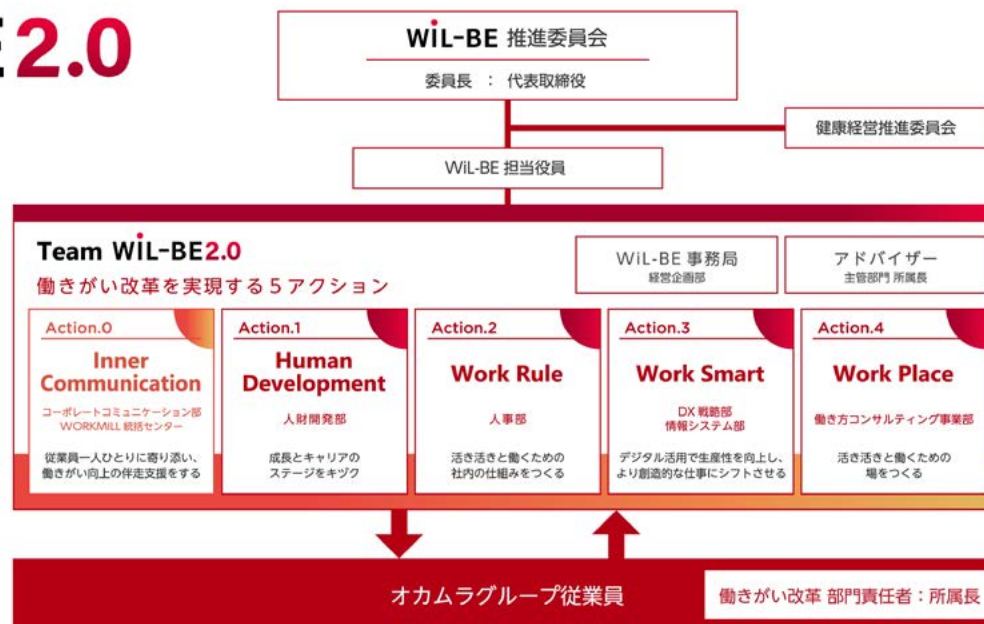 E 2.0
WiL-BE 推進委員会
委員長 ： 代表取締役
健康経営推進委員会
WiL-BE 担当役員
Team WiL-BE2.0
働きがい改革を実現する５アクション
WiL-BE 事務局
経営企画部
アドバイザー
主管部門 所属長
Action.0
Inner
Communication
コーポレートコミュニケーション部
WORKMILL 統括センター
従業員一人ひとりに寄り添い、
働きがい向上の伴走支援をする
Action.1
Human
Development
人財開発部
成長とキャリアの
ステージをキヅク
Action.2
Work Rule
人事部
活き活きと働くための
社内の仕組みをつくる
Action.3
Work Smart
DX 戦略部
情報システム部
デジタル活用で生産性を向上し、
より創造的な仕事にシフトさせる
Action.4
Work Place
働き方コンサルティング事業部
活き活きと働くための
場をつくる
オカムラグループ従業員
働きがい改革 部門責任者：所属長